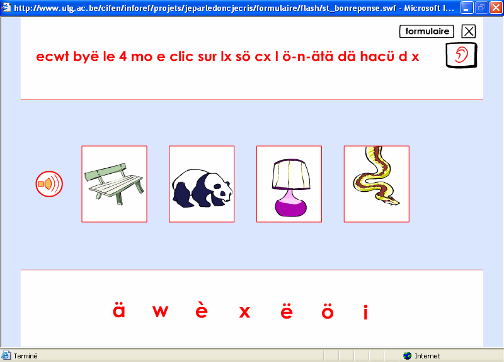 http://www.ulg.ac.be/cifen/inforef/projets/jeparledoncjecris/formulaire/flash/st_bonreponse.swf - Microsoft I...
formulaire
ecwt byë le 4 mo e clic sur lx sö cx l ö-n-ätä dä hacü d x
ä w è x ë ö i
Terminé Internet